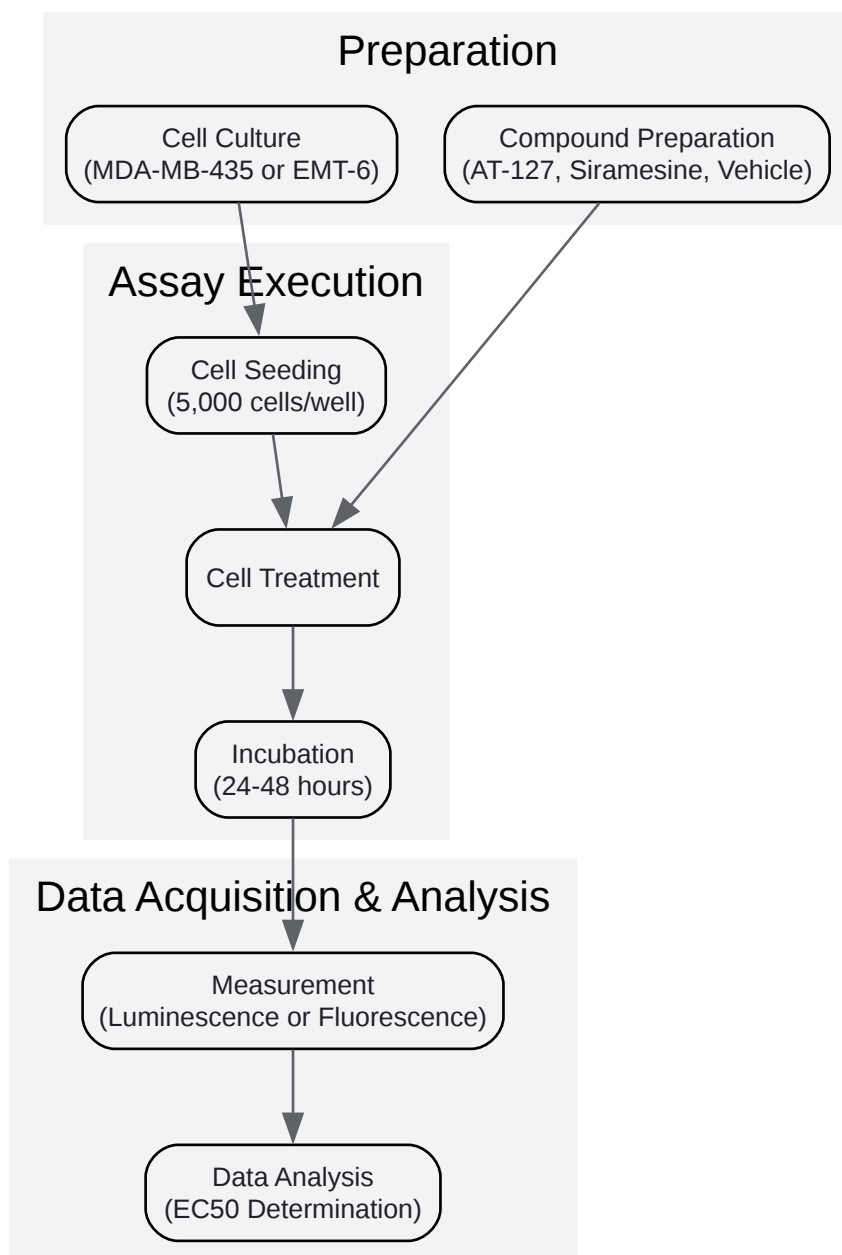 Preparation
Cell Culture
(MDA-MB-435 or EMT-6)
Compound Preparation
(AT-127, Siramesine, Vehicle)
Assay Execution
Cell Seeding
(5,000 cells/well)
Cell Treatment
Incubation
(24-48 hours)
Data Acquisition & Analysis
Measurement
(Luminescence or Fluorescence)
Data Analysis
(EC50 Determination)